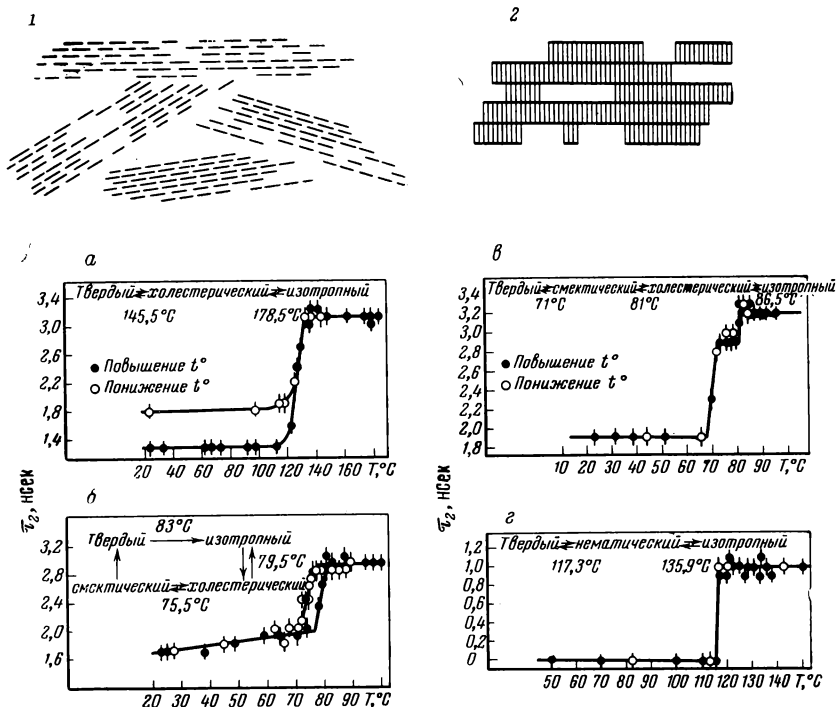 1
2
а
Твердый⇌холестерический⇌изотропный
145,5°С 178,5°С
3,4
3,0
2,6
2,2
1,8
1,4
Повышение t°
Понижение t°
20 40 60 80 100 120 140 160 T,°С
в
Твердый⇌смектический⇌холестерический⇌изотропный
71°С 81°С 86,5°С
3,4
3,2
3,0
2,8
2,6
2,4
2,2
2,0
1,8
Повышение t°
Понижение t°
10 20 30 40 50 60 70 80 90 T,°С
τ₂, нсек
б
83°С
Твердый → изотропный
79,5°С
смектический⇌холестерический
75,5°С
3,2
2,8
2,4
2,0
1,6
20 30 40 50 60 70 80 90 T,°С
τ₂, нсек
г
Твердый⇌нематический⇌изотропный
117,3°С 135,9°С
1,2
1,0
0,8
0,6
0,4
0,2
0
50 60 70 80 90 100 110 120 140 T,°С